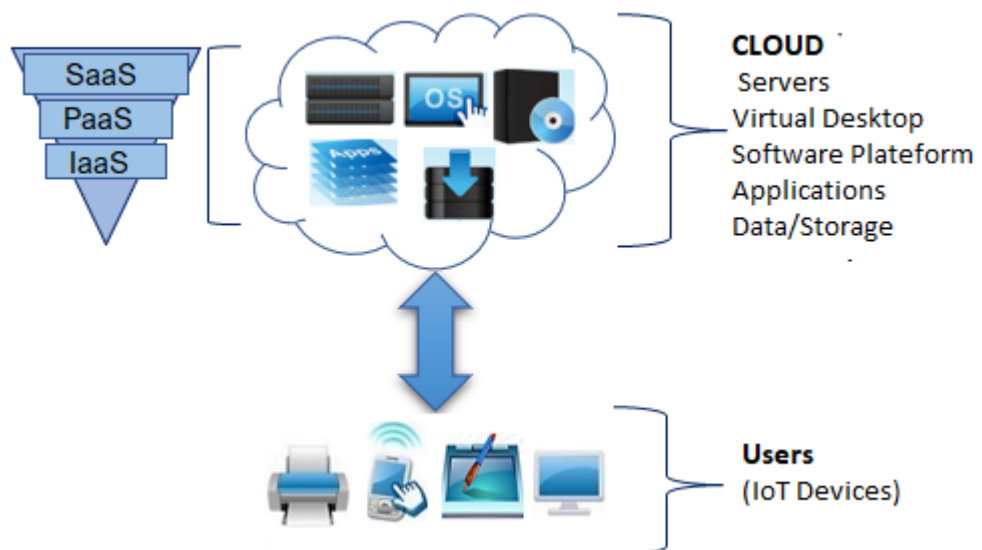 SaaS
PaaS
IaaS
OS
Apps
CLOUD
Servers
Virtual Desktop
Software Plateform
Applications
Data/Storage
Users
(IoT Devices)